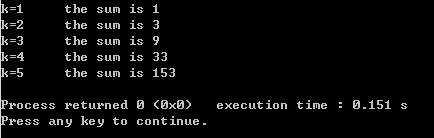 k=1     the sum is 1
k=2     the sum is 3
k=3     the sum is 9
k=4     the sum is 33
k=5     the sum is 153
Process returned 0 (0x0)   execution time : 0.151 s
Press any key to continue.